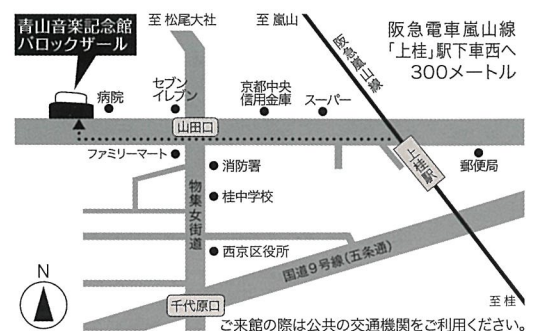 青山音楽記念館
バロックザール
至 松尾大社
至 嵐山
阪急嵐山線
阪急電車嵐山線
「上桂」駅下車西へ
300メートル
病院
セブン
イレブン
京都中央
信用金庫
スーパー
山田口
ファミリーマート
消防署
上桂駅
郵便局
物集女街道
桂中学校
西京区役所
国道9号線(五条通)
N
千代原口
至 桂
ご来館の際は公共の交通機関をご利用ください。